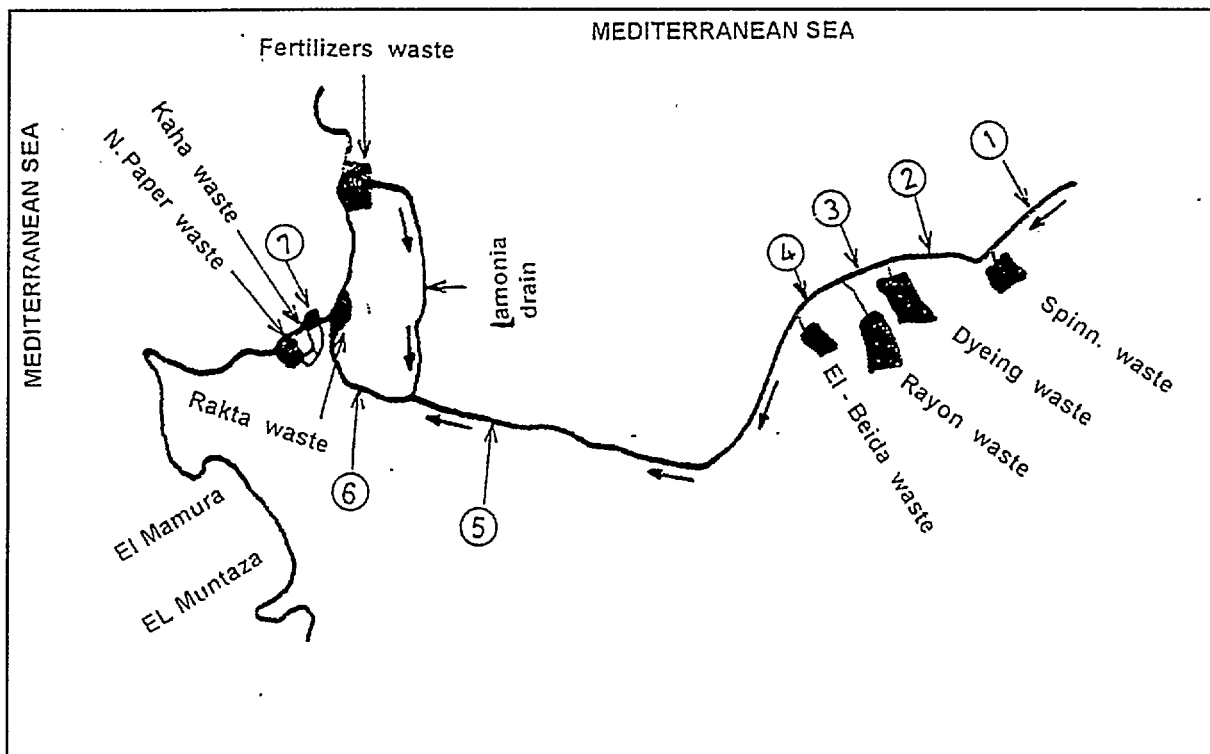 MEDITERRANEAN SEA
Fertilizers waste
MEDITERRANEAN SEA
Kaha waste
N. Paper waste
1
2
3
4
7
Lamonia
drain
Spinn. waste
Dyeing waste
Rayon waste
El - Beida waste
Rakta waste
6
5
El Mamura
EL Muntaza